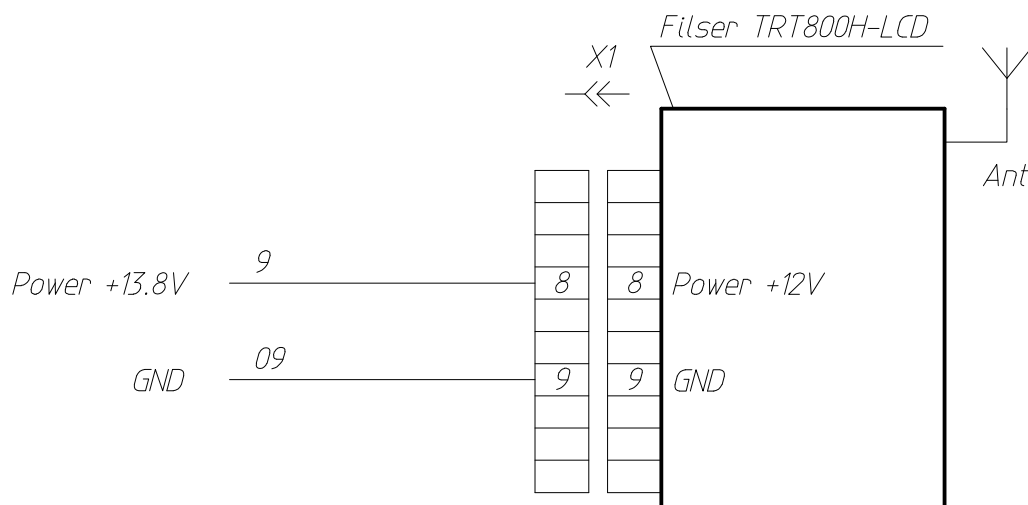 Filser TRT800H-LCD
X1
Ant
9
Power +13.8V
8
8
Power +12V
09
GND
9
9
GND